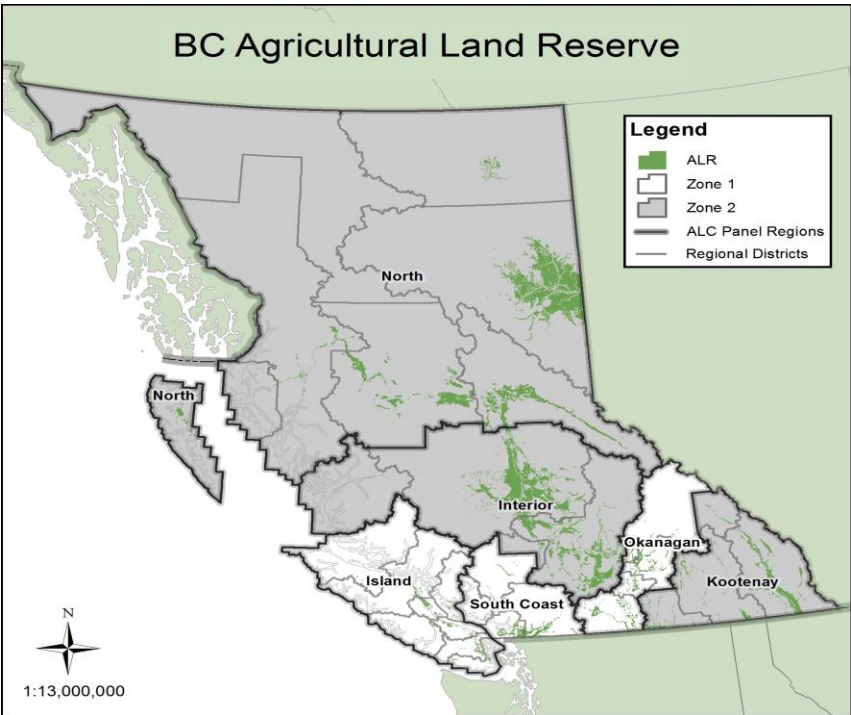 BC Agricultural Land Reserve
Legend
ALR
Zone 1
Zone 2
ALC Panel Regions
Regional Districts
North
North
Interior
Okanagan
Island
Kootenay
South Coast
N
1:13,000,000